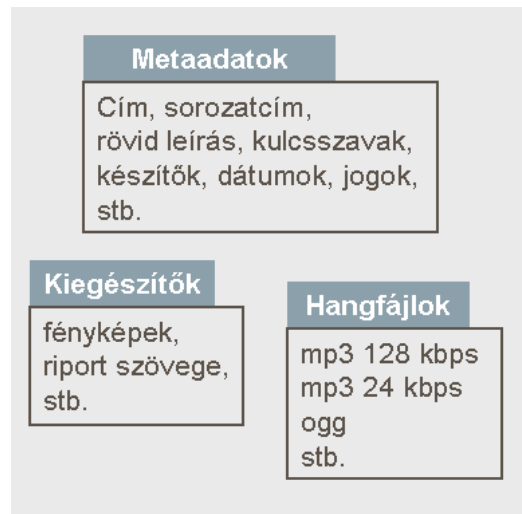 Metaadatok
Cím, sorozatcím,
rövid leírás, kulcsszavak,
készítők, dátumok, jogok,
stb.
Kiegészítők
fényképek,
riport szövege,
stb.
Hangfájlok
mp3 128 kbps
mp3 24 kbps
ogg
stb.